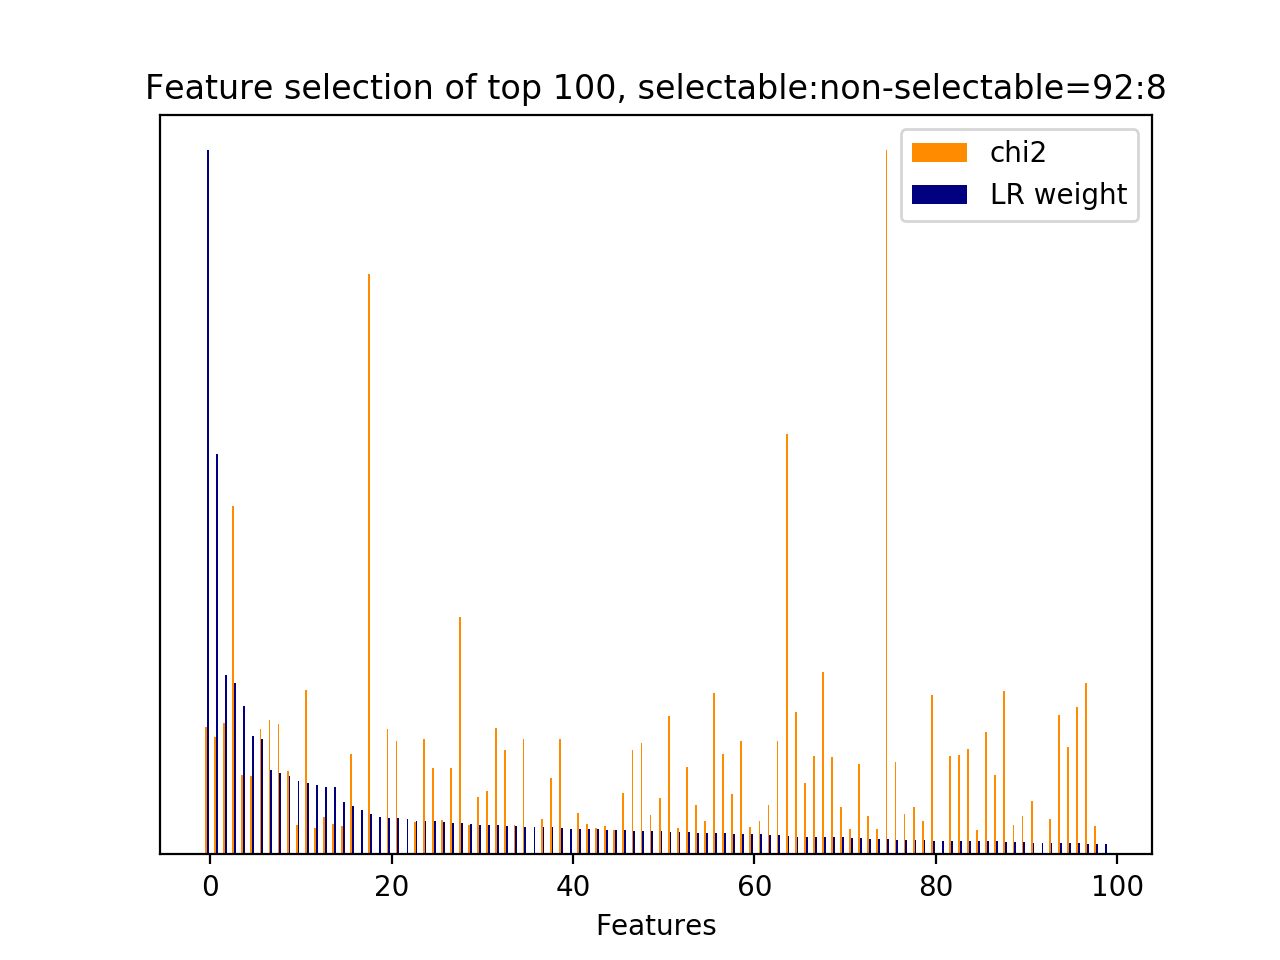 Feature selection of top 100, selectable:non-selectable=92:8
chi2
LR weight
0 20 40 60 80 100
Features